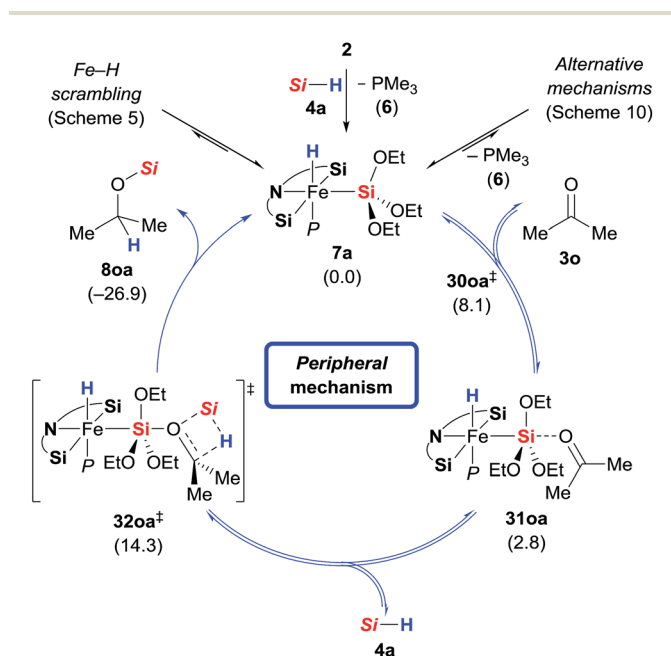 2
Fe–H
scrambling
(Scheme 5)
Si–H
4a
– PMe3
(6)
Alternative
mechanisms
(Scheme 10)
– PMe3
(6)
Si
O
Me
Me
H
8oa
(–26.9)
H
Si
OEt
N
Fe
Si
Si
P
OEt
OEt
7a
(0.0)
O
Me
Me
3o
30oa‡
(8.1)
Peripheral
mechanism
‡
H
Si
OEt
Si
N
Fe
Si
O
H
Si
P
EtO
OEt
Me
Me
32oa‡
(14.3)
H
OEt
Si
N
Fe
Si
O
Si
P
EtO
OEt
Me
Me
31oa
(2.8)
Si–H
4a